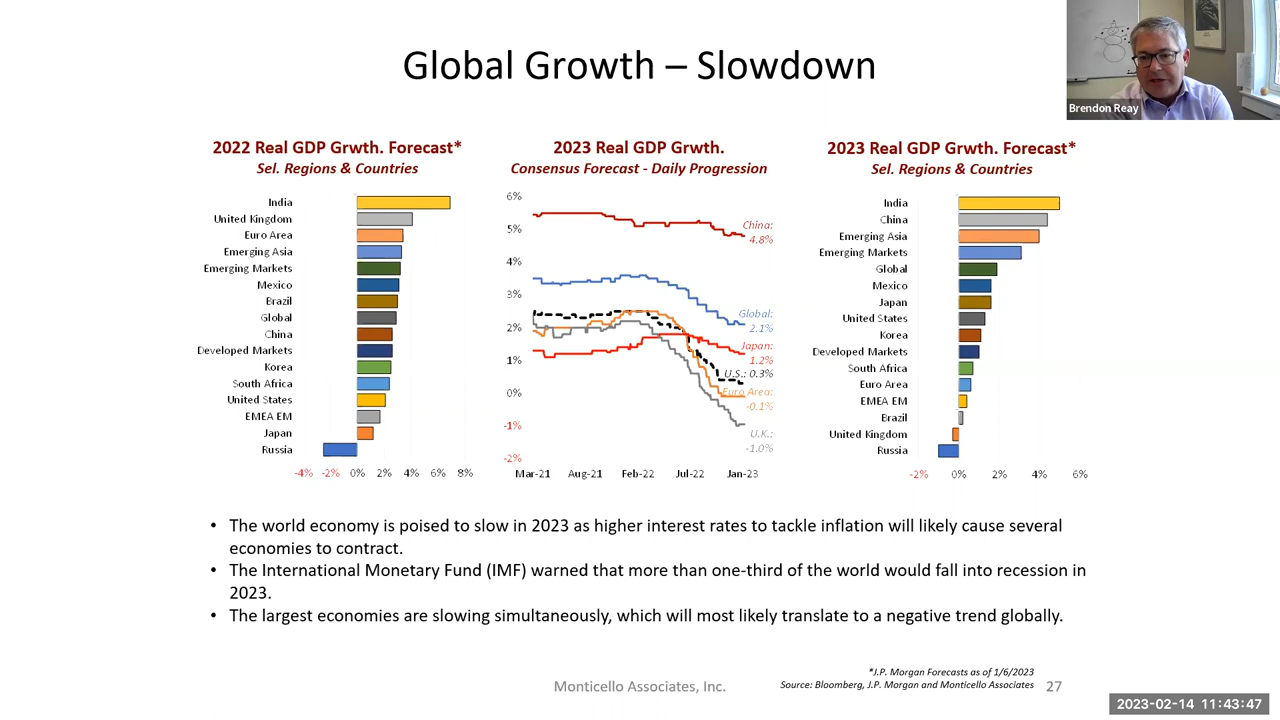 Global Growth – Slowdown
Brendon Reay
2022 Real GDP Grwth. Forecast*
Sel. Regions & Countries
India
United Kingdom
Euro Area
Emerging Asia
Emerging Markets
Mexico
Brazil
Global
China
Developed Markets
Korea
South Africa
United States
EMEA EM
Japan
Russia
-4% -2% 0% 2% 4% 6% 8%
2023 Real GDP Grwth.
Consensus Forecast - Daily Progression
6%
5%
4%
3%
2%
1%
0%
-1%
-2%
China:
4.8%
Global:
2.1%
Japan:
1.2%
U.S.: 0.3%
Euro Area:
-0.1%
U.K.:
-1.0%
Mar-21 Aug-21 Feb-22 Jul-22 Jan-23
2023 Real GDP Grwth. Forecast*
Sel. Regions & Countries
India
China
Emerging Asia
Emerging Markets
Global
Mexico
Japan
United States
Korea
Developed Markets
South Africa
Euro Area
EMEA EM
Brazil
United Kingdom
Russia
-2% 0% 2% 4% 6%
• The world economy is poised to slow in 2023 as higher interest rates to tackle inflation will likely cause several
economies to contract.
• The International Monetary Fund (IMF) warned that more than one-third of the world would fall into recession in
2023.
• The largest economies are slowing simultaneously, which will most likely translate to a negative trend globally.
*J.P. Morgan Forecasts as of 1/6/2023
Source: Bloomberg, J.P. Morgan and Monticello Associates
Monticello Associates, Inc.
27
2023-02-14 11:43:47